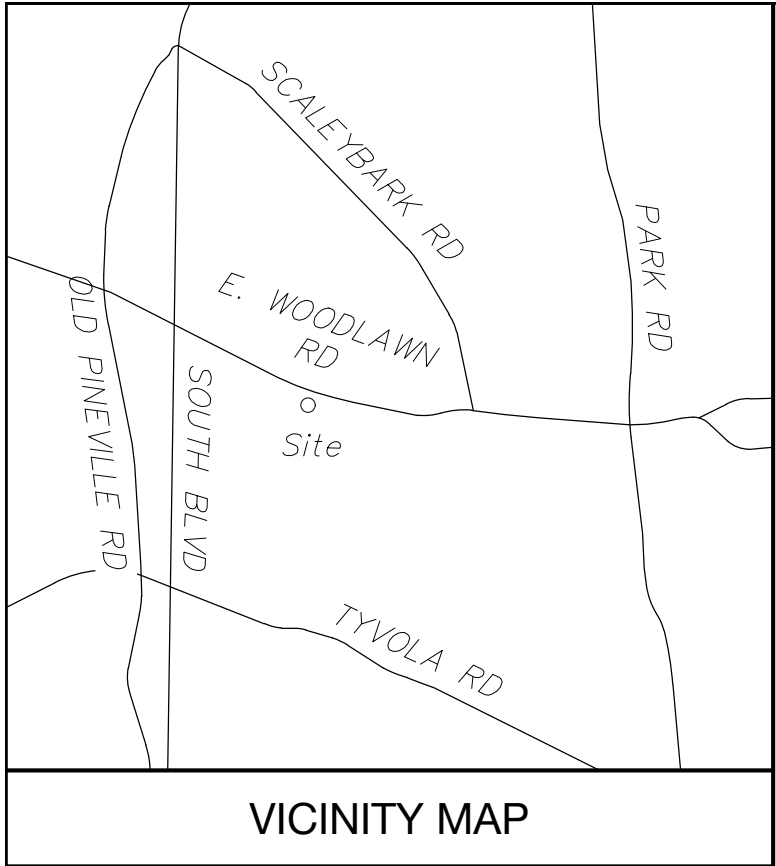 SCALEYBARK RD
PARK RD
E. WOODLAWN
RD
OLD PINEVILLE RD
SOUTH BLVD
Site
TYVOLA RD
VICINITY MAP